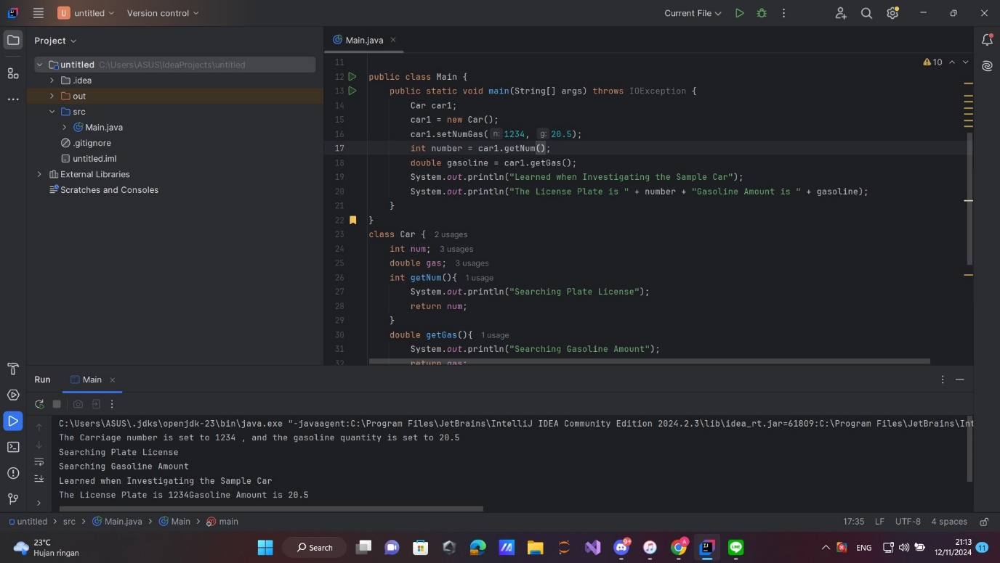 U untitled Version control Current File
Project
Main.java
untitled C:\Users\ASUS\IdeaProjects\untitled
.idea
out
src
Main.java
.gitignore
untitled.iml
External Libraries
Scratches and Consoles
10
11
12 public class Main {
13 public static void main(String[] args) throws IOException {
14 Car car1;
15 car1 = new Car();
16 car1.setNumGas( n: 1234, g: 20.5);
17 int number = car1.getNum();
18 double gasoline = car1.getGas();
19 System.out.println("Learned when Investigating the Sample Car");
20 System.out.println("The License Plate is " + number + "Gasoline Amount is " + gasoline);
21 }
22 }
23 class Car { 2 usages
24 int num; 3 usages
25 double gas; 3 usages
26 int getNum(){ 1 usage
27 System.out.println("Searching Plate License");
28 return num;
29 }
30 double getGas(){ 1 usage
31 System.out.println("Searching Gasoline Amount");
32 return gas;
Run Main
C:\Users\ASUS\.jdks\openjdk-23\bin\java.exe "-javaagent:C:\Program Files\JetBrains\IntelliJ IDEA Community Edition 2024.2.3\lib\idea_rt.jar=61809:C:\Program Files\JetBrains\Int
The Carriage number is set to 1234 , and the gasoline quantity is set to 20.5
Searching Plate License
Searching Gasoline Amount
Learned when Investigating the Sample Car
The License Plate is 1234Gasoline Amount is 20.5
untitled > src > Main.java > Main > main 17:35 LF UTF-8 4 spaces
23°C
Hujan ringan
Search
ENG
21:13
12/11/2024
11